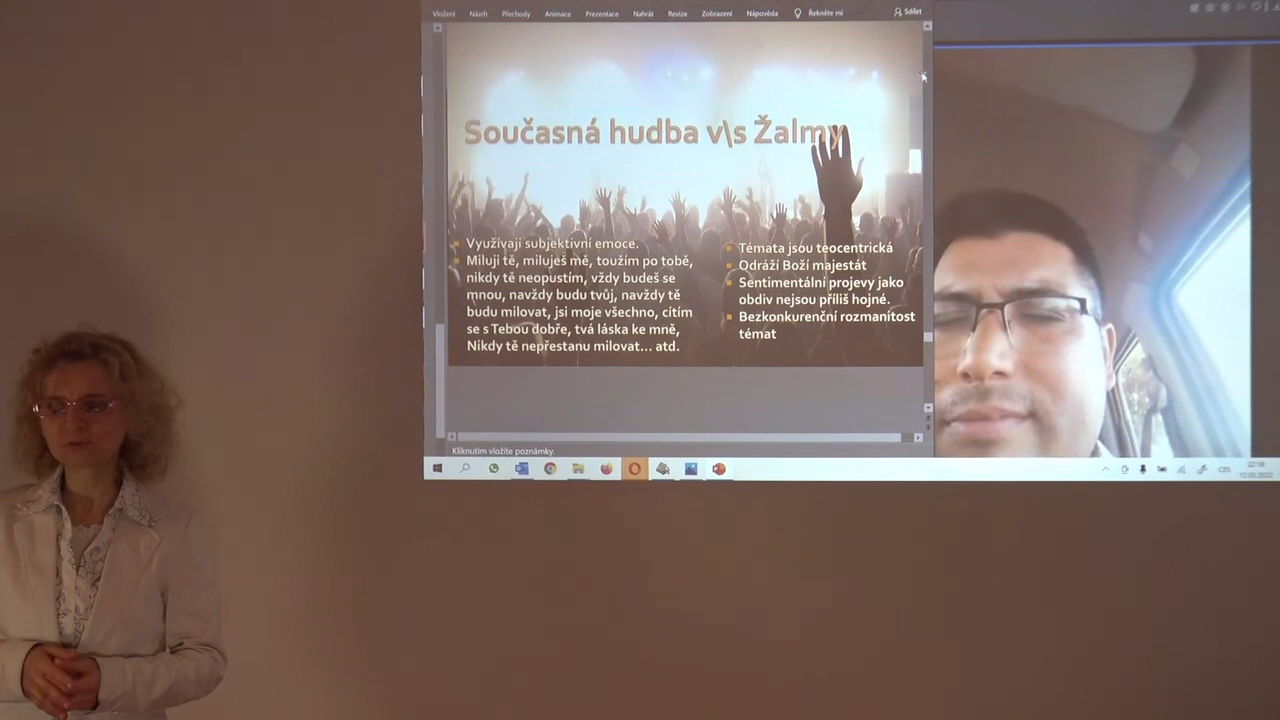 Vložení Návrh Přechody Animace Prezentace Nahrát Revize Zobrazení Nápověda Řekněte mi Sdílet
Současná hudba v\s Žalmy
Využívají subjektivní emoce.
Miluji tě, miluješ mě, toužím po tobě,
nikdy tě neopustím, vždy budeš se
mnou, navždy budu tvůj, navždy tě
budu milovat, jsi moje všechno, cítím
se s Tebou dobře, tvá láska ke mně,
Nikdy tě nepřestanu milovat... atd.
Témata jsou teocentrická
Odráží Boží majestát
Sentimentální projevy jako
obdiv nejsou příliš hojné.
Bezkonkurenční rozmanitost
témat
Kliknutím vložíte poznámky.
CES